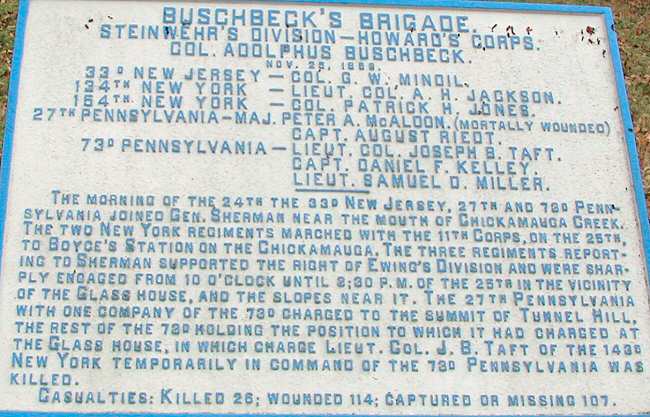 BUSCHBECK'S BRIGADE.
STEINWEHR'S DIVISION—HOWARD'S CORPS.
COL. ADOLPHUS BUSCHBECK.
NOV. 25, 1863.
33D NEW JERSEY — COL. G. W. MINDIL.
134TH NEW YORK — LIEUT. COL. A. H. JACKSON.
154TH NEW YORK — COL. PATRICK H. JONES.
27TH PENNSYLVANIA—MAJ. PETER A. McALOON. (MORTALLY WOUNDED)
CAPT. AUGUST RIEDT.
73D PENNSYLVANIA — LIEUT. COL. JOSEPH B. TAFT.
CAPT. DANIEL F. KELLEY.
LIEUT. SAMUEL D. MILLER.
THE MORNING OF THE 24TH THE 33D NEW JERSEY, 27TH AND 73D PENN-
SYLVANIA JOINED GEN. SHERMAN NEAR THE MOUTH OF CHICKAMAUGA CREEK.
THE TWO NEW YORK REGIMENTS MARCHED WITH THE 11TH CORPS, ON THE 25TH,
TO BOYCE'S STATION ON THE CHICKAMAUGA. THE THREE REGIMENTS REPORT-
ING TO SHERMAN SUPPORTED THE RIGHT OF EWING'S DIVISION AND WERE SHAR-
PLY ENGAGED FROM 10 O'CLOCK UNTIL 2:30 P.M. OF THE 25TH IN THE VICINITY
OF THE GLASS HOUSE, AND THE SLOPES NEAR IT. THE 27TH PENNSYLVANIA
WITH ONE COMPANY OF THE 73D CHARGED TO THE SUMMIT OF TUNNEL HILL,
THE REST OF THE 73D HOLDING THE POSITION TO WHICH IT HAD CHARGED AT
THE GLASS HOUSE, IN WHICH CHARGE LIEUT. COL. J. B. TAFT OF THE 143D
NEW YORK TEMPORARILY IN COMMAND OF THE 73D PENNSYLVANIA WAS
KILLED.
CASUALTIES: KILLED 26; WOUNDED 114; CAPTURED OR MISSING 107.